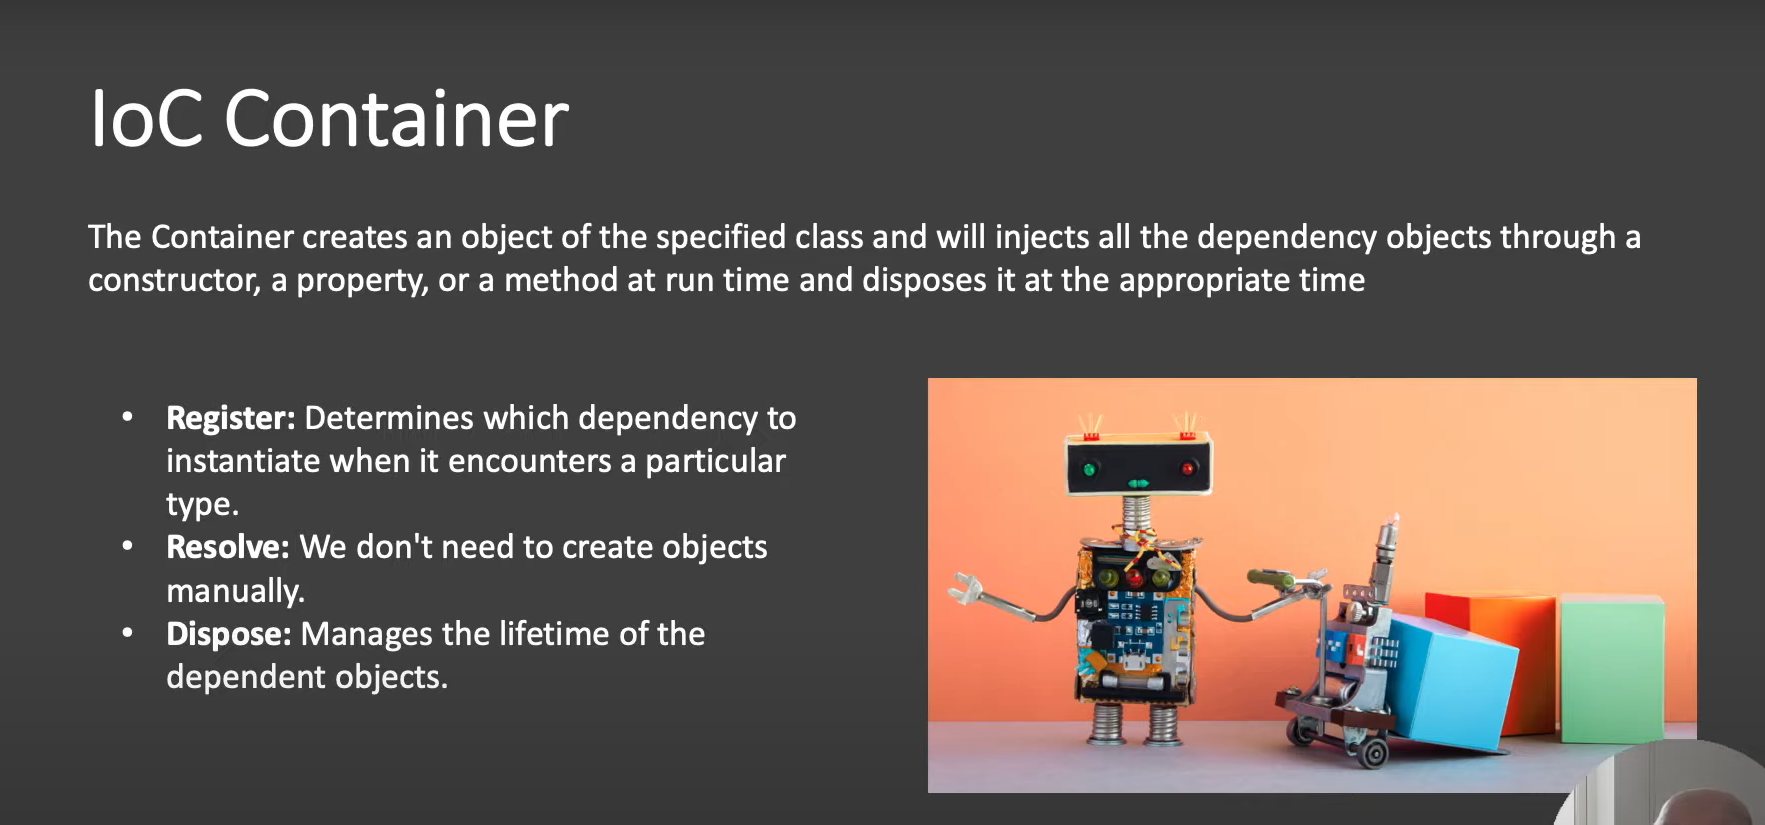 IoC Container
The Container creates an object of the specified class and will injects all the dependency objects through a
constructor, a property, or a method at run time and disposes it at the appropriate time
• Register: Determines which dependency to
instantiate when it encounters a particular
type.
• Resolve: We don't need to create objects
manually.
• Dispose: Manages the lifetime of the
dependent objects.